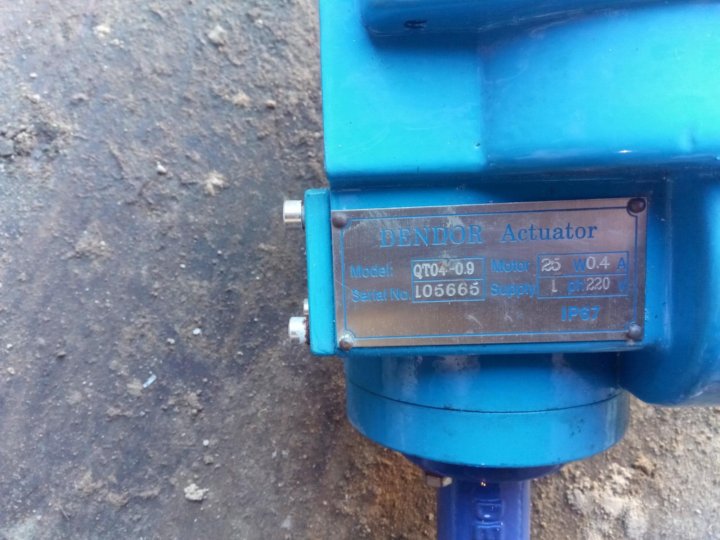 DENDOR Actuator
Model: QT04-0.9 Motor 25 W 0.4 A
Serial No. 105665 Supply 1 ph 220 V
IP67